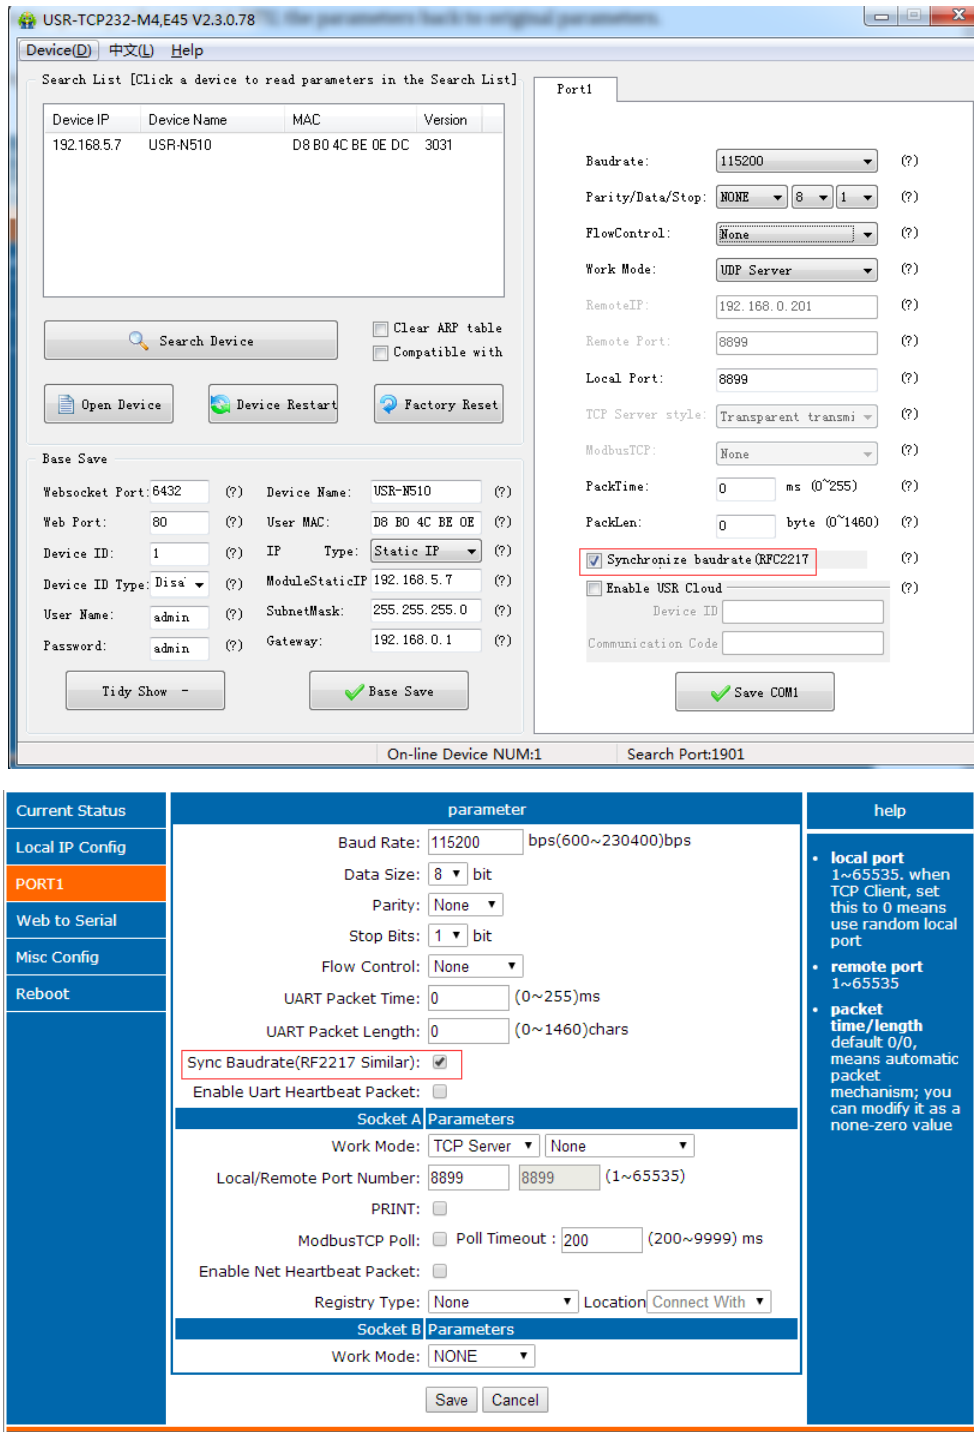 the parameters back to original parameters.
USR-TCP232-M4,E45 V2.3.0.78
Device(D) 中文(L) Help
Search List [Click a device to read parameters in the Search List]
Device IP Device Name MAC Version
192.168.5.7 USR-N510 D8 B0 4C BE 0E DC 3031
Search Device
Clear ARP table
Compatible with
Open Device Device Restart Factory Reset
Base Save
Websocket Port: 6432 (?) Device Name: USR-N510 (?)
Web Port: 80 (?) User MAC: D8 B0 4C BE 0E (?)
Device ID: 1 (?) IP Type: Static IP (?)
Device ID Type: Disa (?) ModuleStaticIP 192.168.5.7 (?)
User Name: admin (?) SubnetMask: 255.255.255.0 (?)
Password: admin (?) Gateway: 192.168.0.1 (?)
Tidy Show - Base Save
Port1
Baudrate: 115200 (?)
Parity/Data/Stop: NONE 8 1 (?)
FlowControl: None (?)
Work Mode: UDP Server (?)
RemoteIP: 192.168.0.201 (?)
Remote Port: 8899 (?)
Local Port: 8899 (?)
TCP Server style: Transparent transmi (?)
ModbusTCP: None (?)
PackTime: 0 ms (0~255) (?)
PackLen: 0 byte (0~1460) (?)
Synchronize baudrate(RFC2217 (?)
Enable USR Cloud (?)
Device ID
Communication Code
Save COM1
On-line Device NUM:1 Search Port:1901
Current Status
Local IP Config
PORT1
Web to Serial
Misc Config
Reboot
parameter
Baud Rate: 115200 bps(600~230400)bps
Data Size: 8 bit
Parity: None
Stop Bits: 1 bit
Flow Control: None
UART Packet Time: 0 (0~255)ms
UART Packet Length: 0 (0~1460)chars
Sync Baudrate(RF2217 Similar):
Enable Uart Heartbeat Packet:
Socket A Parameters
Work Mode: TCP Server None
Local/Remote Port Number: 8899 8899 (1~65535)
PRINT:
ModbusTCP Poll: Poll Timeout : 200 (200~9999) ms
Enable Net Heartbeat Packet:
Registry Type: None Location Connect With
Socket B Parameters
Work Mode: NONE
Save Cancel
help
• local port
1~65535. when
TCP Client, set
this to 0 means
use random local
port
• remote port
1~65535
• packet
time/length
default 0/0,
means automatic
packet
mechanism; you
can modify it as a
none-zero value